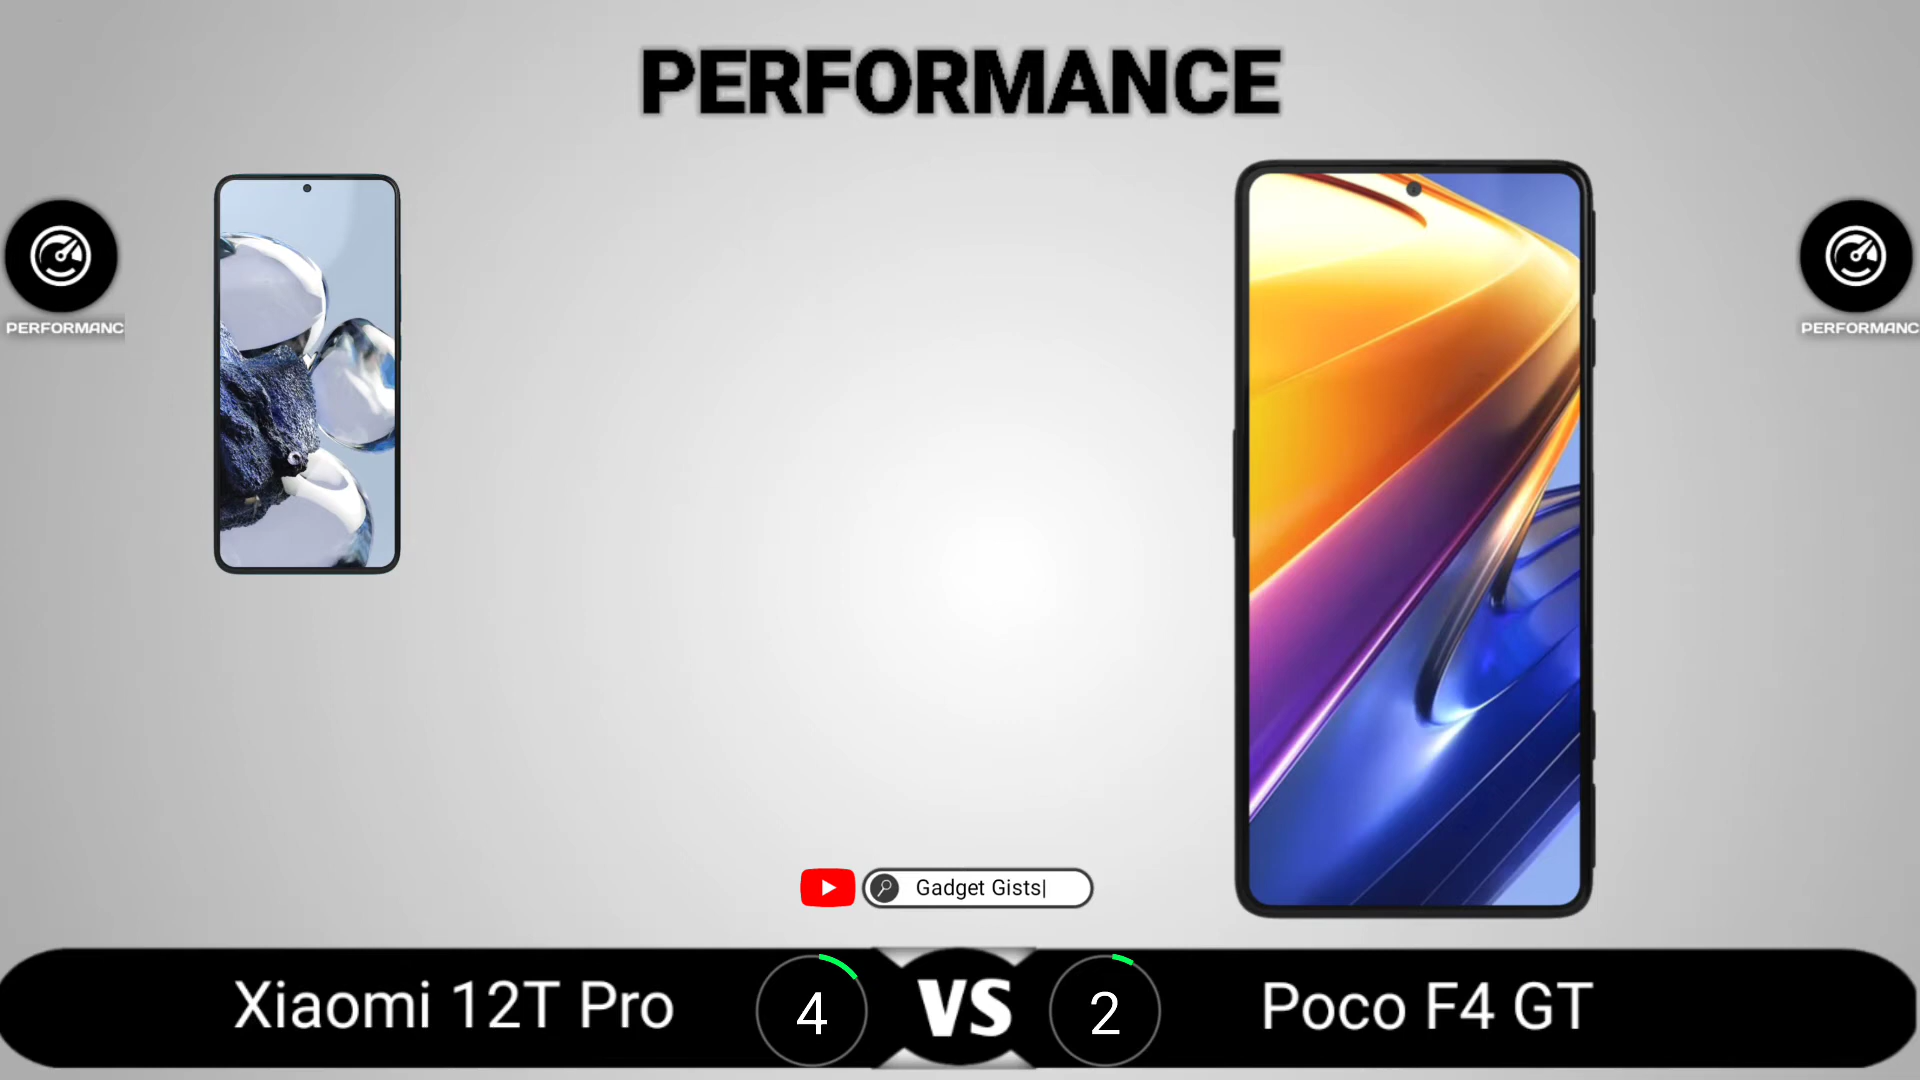 PERFORMANCE
PERFORMANC
PERFORMANC
Gadget Gists|
Xiaomi 12T Pro
4
VS
2
Poco F4 GT